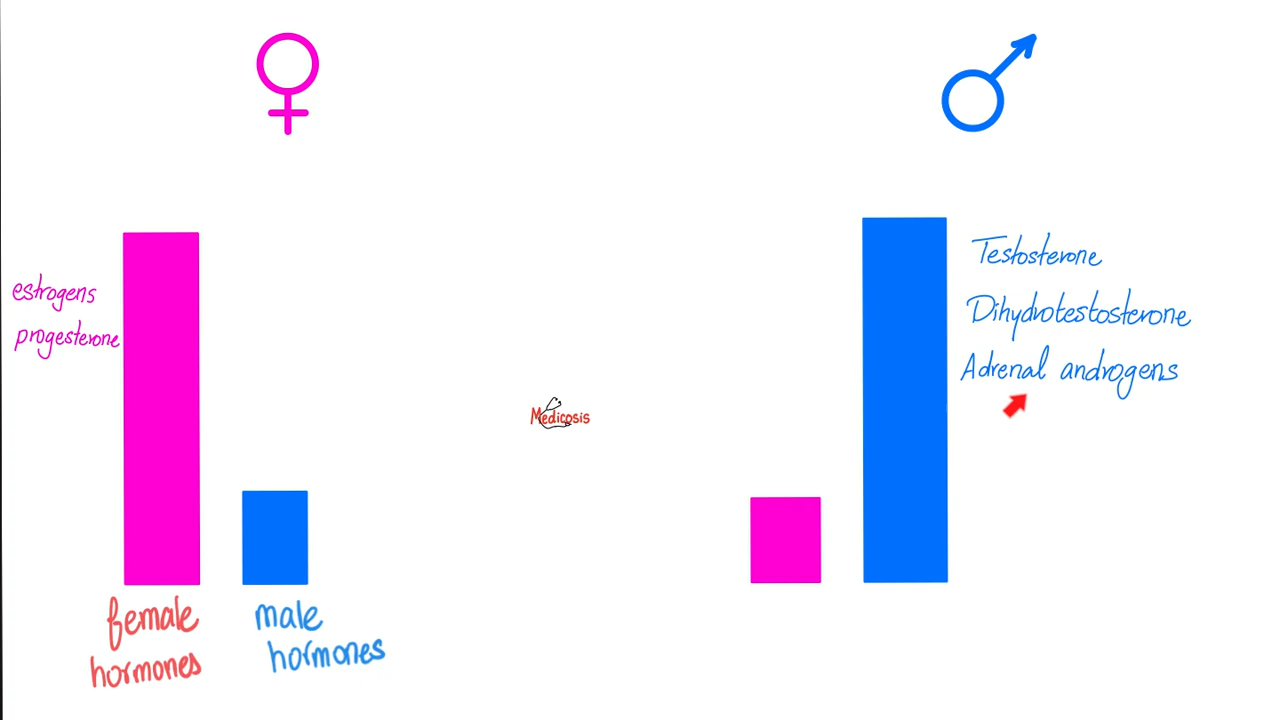 estrogens
progesterone
Testosterone
Dihydrotestosterone
Adrenal androgens
Medicosis
female
hormones
male
hormones